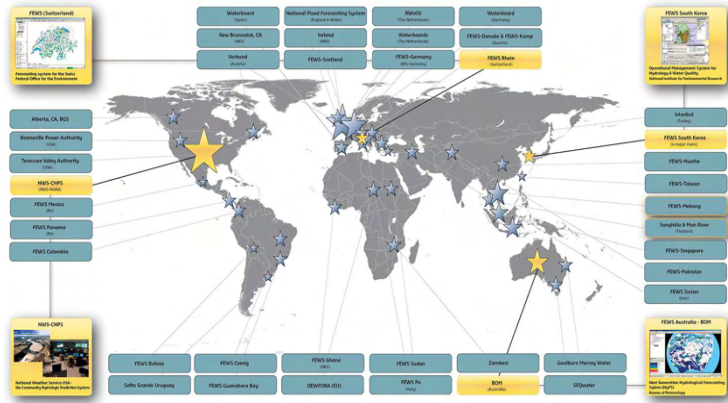 FEWS (Switzerland)
Forecasting system for the Swiss
Federal Office for the Environment
Waterboard
(Spain)
National Flood Forecasting System
(England & Wales)
RWsOS
(The Netherlands)
Waterboard
(Germany)
New Brunswick, CA
Ireland
Waterboards
(The Netherlands)
FEWS-Danube & FEWS-Kamp
(Austria)
Verbund
(Austria)
FEWS-Scotland
FEWS-Germany
FEWS Rhein
(Switzerland)
FEWS South Korea
Operational Management System for
Hydrology & Water Quality
National Institute for Environmental Research
Alberta, CA, BGS
Bonneville Power Authority
(USA)
Tenessee Valley Authority
(USA)
NWS-CHPS
FEWS Mexico
FEWS Panama
FEWS Colombia
Istanbul
(Turkey)
FEWS South Korea
(4 major rivers)
FEWS-Huaihe
FEWS-Taiwan
FEWS-Mekong
Songkhla & Mun River
(Thailand)
FEWS-Singapore
FEWS-Pakistan
FEWS Sistan
(Iran)
NWS-CHPS
National Weather Service USA -
the Community Hydrologic Prediction System
FEWS Bolivia
FEWS Cemig
FEWS Ghana
FEWS Sudan
Zambezi
Goulburn Murray Water
Salto Grande Uruguay
FEWS Guanabara Bay
DEWFORA (EU)
FEWS Po
(Italy)
BOM
(Australia)
SEQwater
FEWS Australia - BOM
Next Generation Hydrological Forecasting
System (HyFS)
Bureau of Meteorology